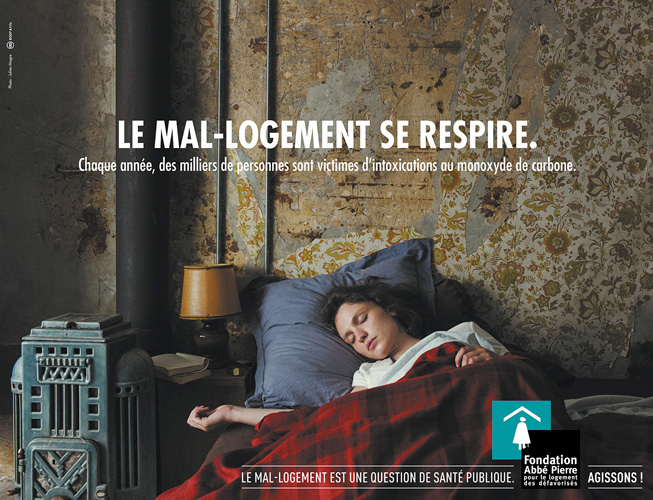 LE MAL-LOGEMENT SE RESPIRE.
Chaque année, des milliers de personnes sont victimes d'intoxications au monoxyde de carbone.
LE MAL-LOGEMENT EST UNE QUESTION DE SANTÉ PUBLIQUE.
Fondation
Abbé Pierre
pour le logement
des défavorisés
AGISSONS !